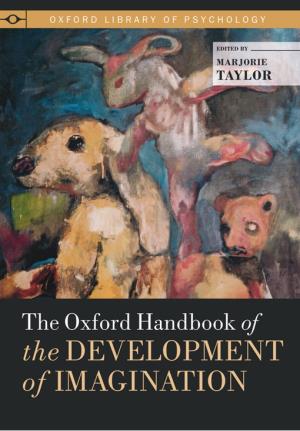 OXFORD LIBRARY OF PSYCHOLOGY
EDITED BY
MARJORIE
TAYLOR
The Oxford Handbook of
the DEVELOPMENT
of IMAGINATION